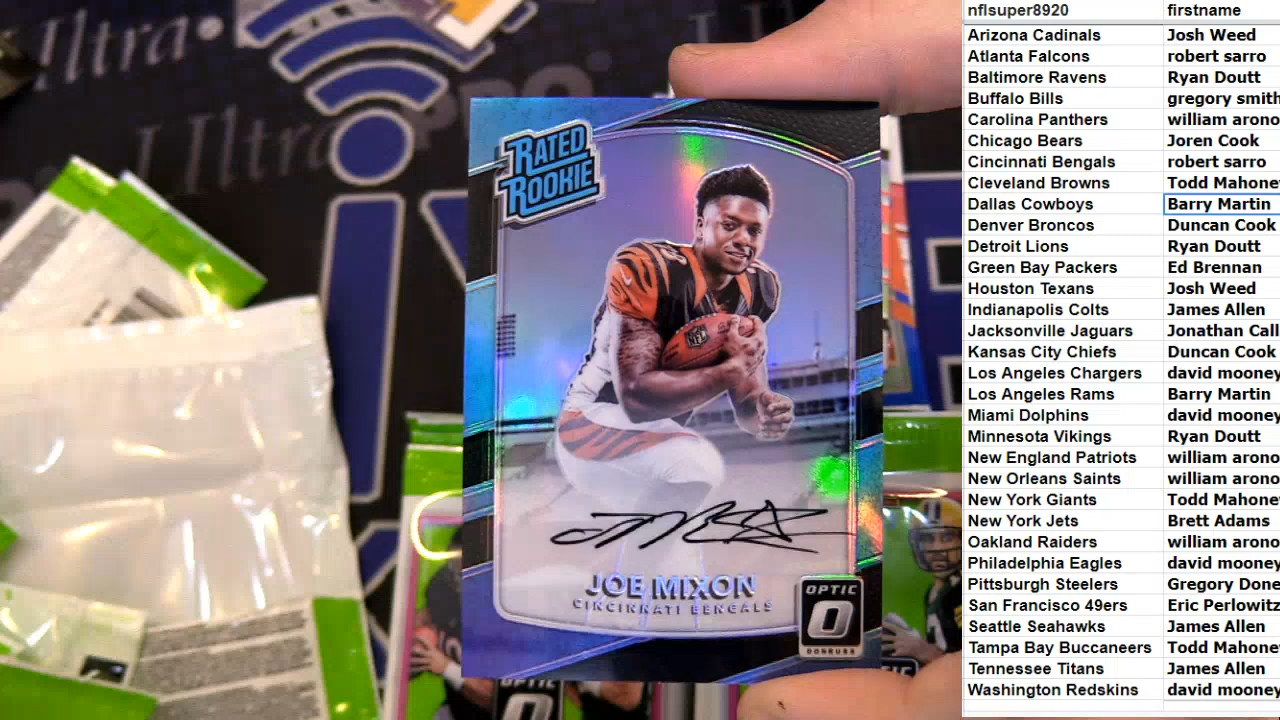 RATED
ROOKIE
NFL
JOE MIXON
CINCINNATI BENGALS
OPTIC
O
DONRUSS
Ultra
nflsuper8920 firstname
Arizona Cadinals Josh Weed
Atlanta Falcons robert sarro
Baltimore Ravens Ryan Doutt
Buffalo Bills gregory smith
Carolina Panthers william arono
Chicago Bears Joren Cook
Cincinnati Bengals robert sarro
Cleveland Browns Todd Mahone
Dallas Cowboys Barry Martin
Denver Broncos Duncan Cook
Detroit Lions Ryan Doutt
Green Bay Packers Ed Brennan
Houston Texans Josh Weed
Indianapolis Colts James Allen
Jacksonville Jaguars Jonathan Call
Kansas City Chiefs Duncan Cook
Los Angeles Chargers david mooney
Los Angeles Rams Barry Martin
Miami Dolphins david mooney
Minnesota Vikings Ryan Doutt
New England Patriots william arono
New Orleans Saints william arono
New York Giants Todd Mahone
New York Jets Brett Adams
Oakland Raiders william arono
Philadelphia Eagles david mooney
Pittsburgh Steelers Gregory Done
San Francisco 49ers Eric Perlowitz
Seattle Seahawks James Allen
Tampa Bay Buccaneers Todd Mahone
Tennessee Titans James Allen
Washington Redskins david mooney